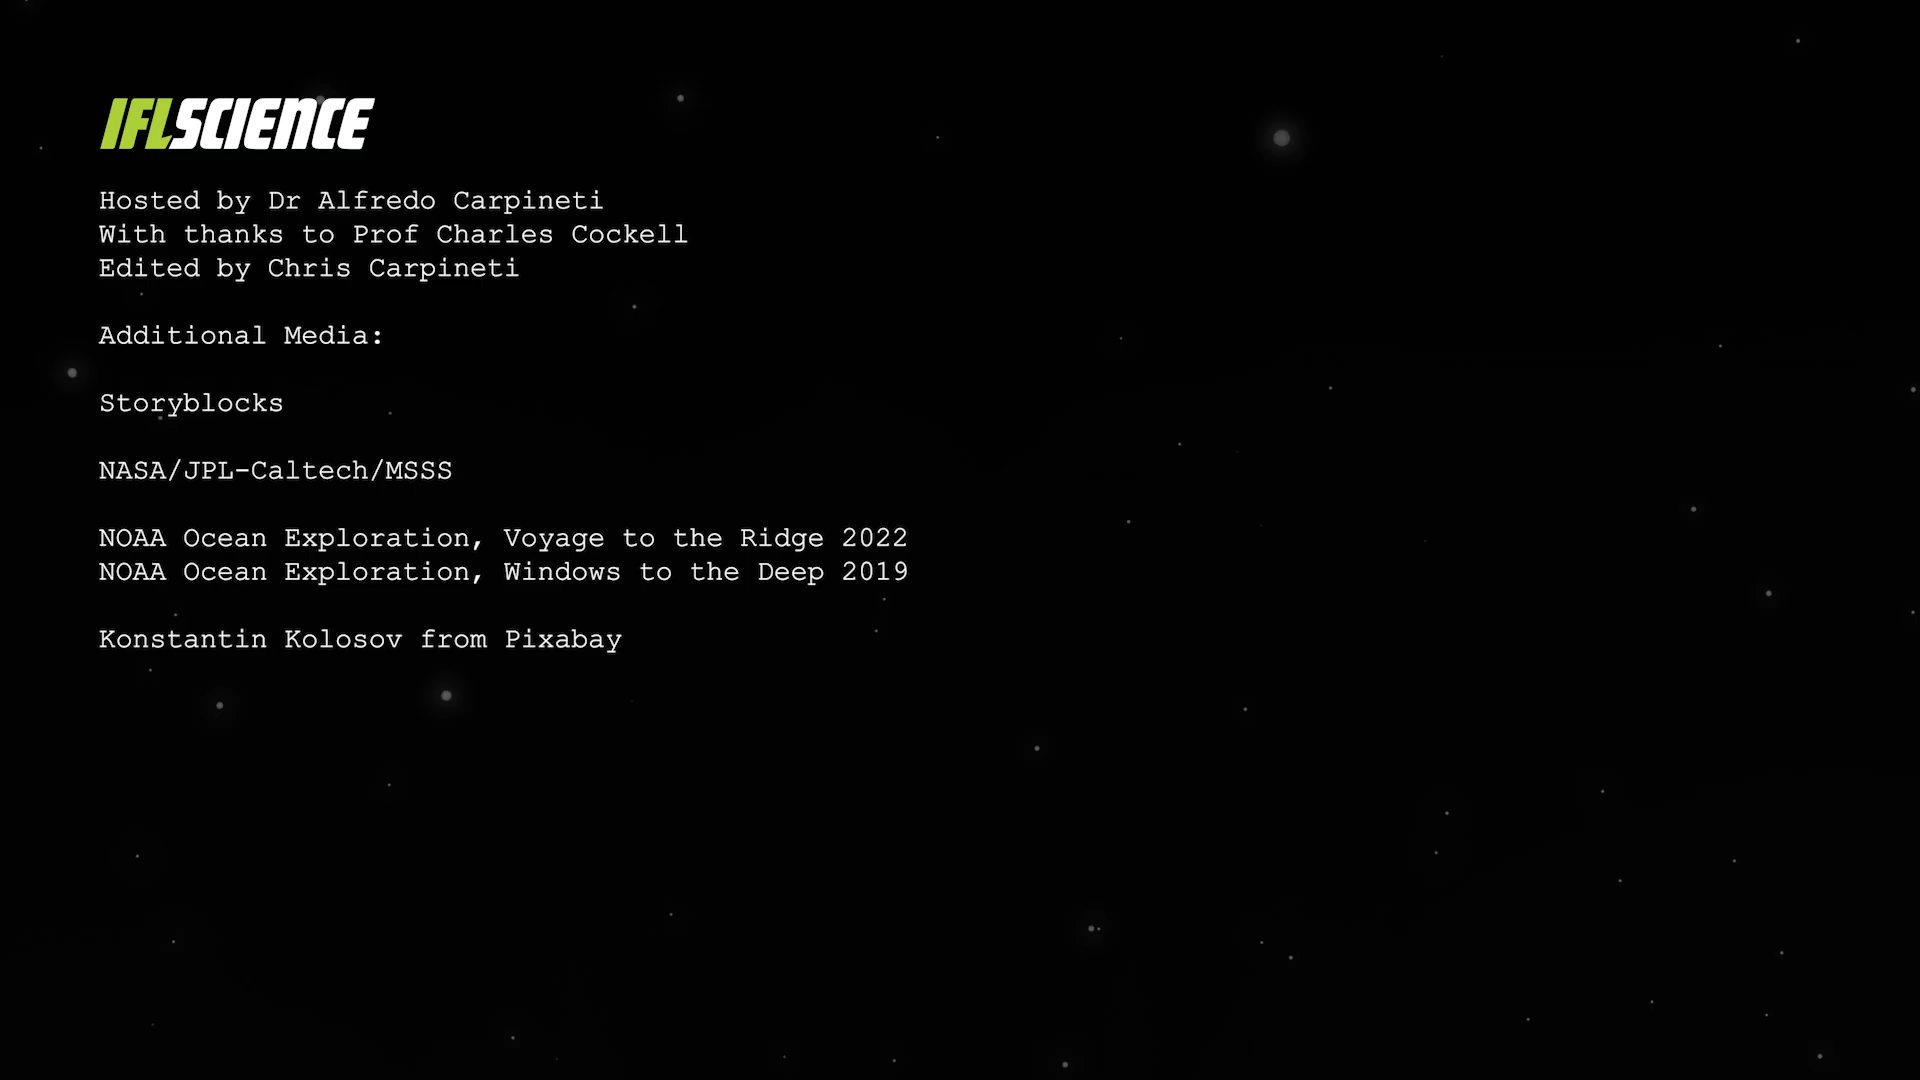 IFLSCIENCE
Hosted by Dr Alfredo Carpineti
With thanks to Prof Charles Cockell
Edited by Chris Carpineti
Additional Media:
Storyblocks
NASA/JPL-Caltech/MSSS
NOAA Ocean Exploration, Voyage to the Ridge 2022
NOAA Ocean Exploration, Windows to the Deep 2019
Konstantin Kolosov from Pixabay